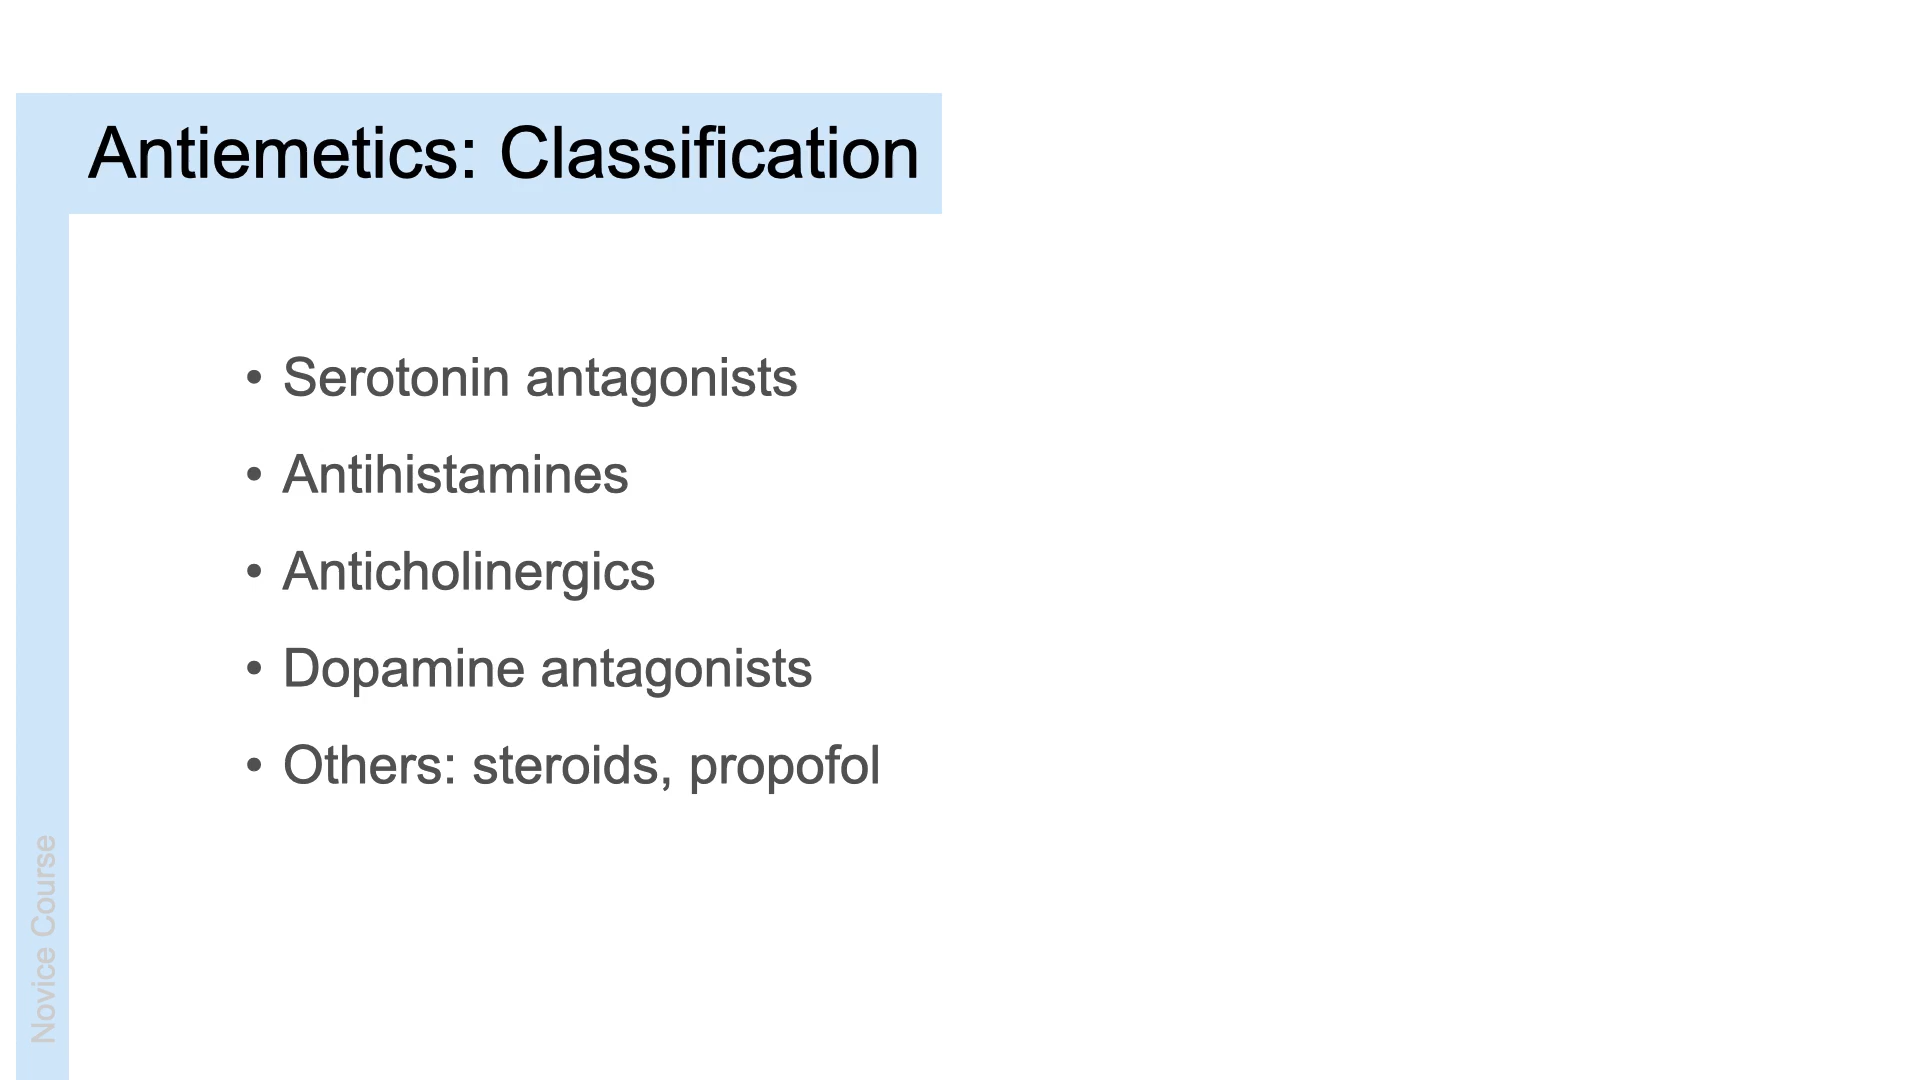 Antiemetics: Classification
• Serotonin antagonists
• Antihistamines
• Anticholinergics
• Dopamine antagonists
• Others: steroids, propofol
Novice Course